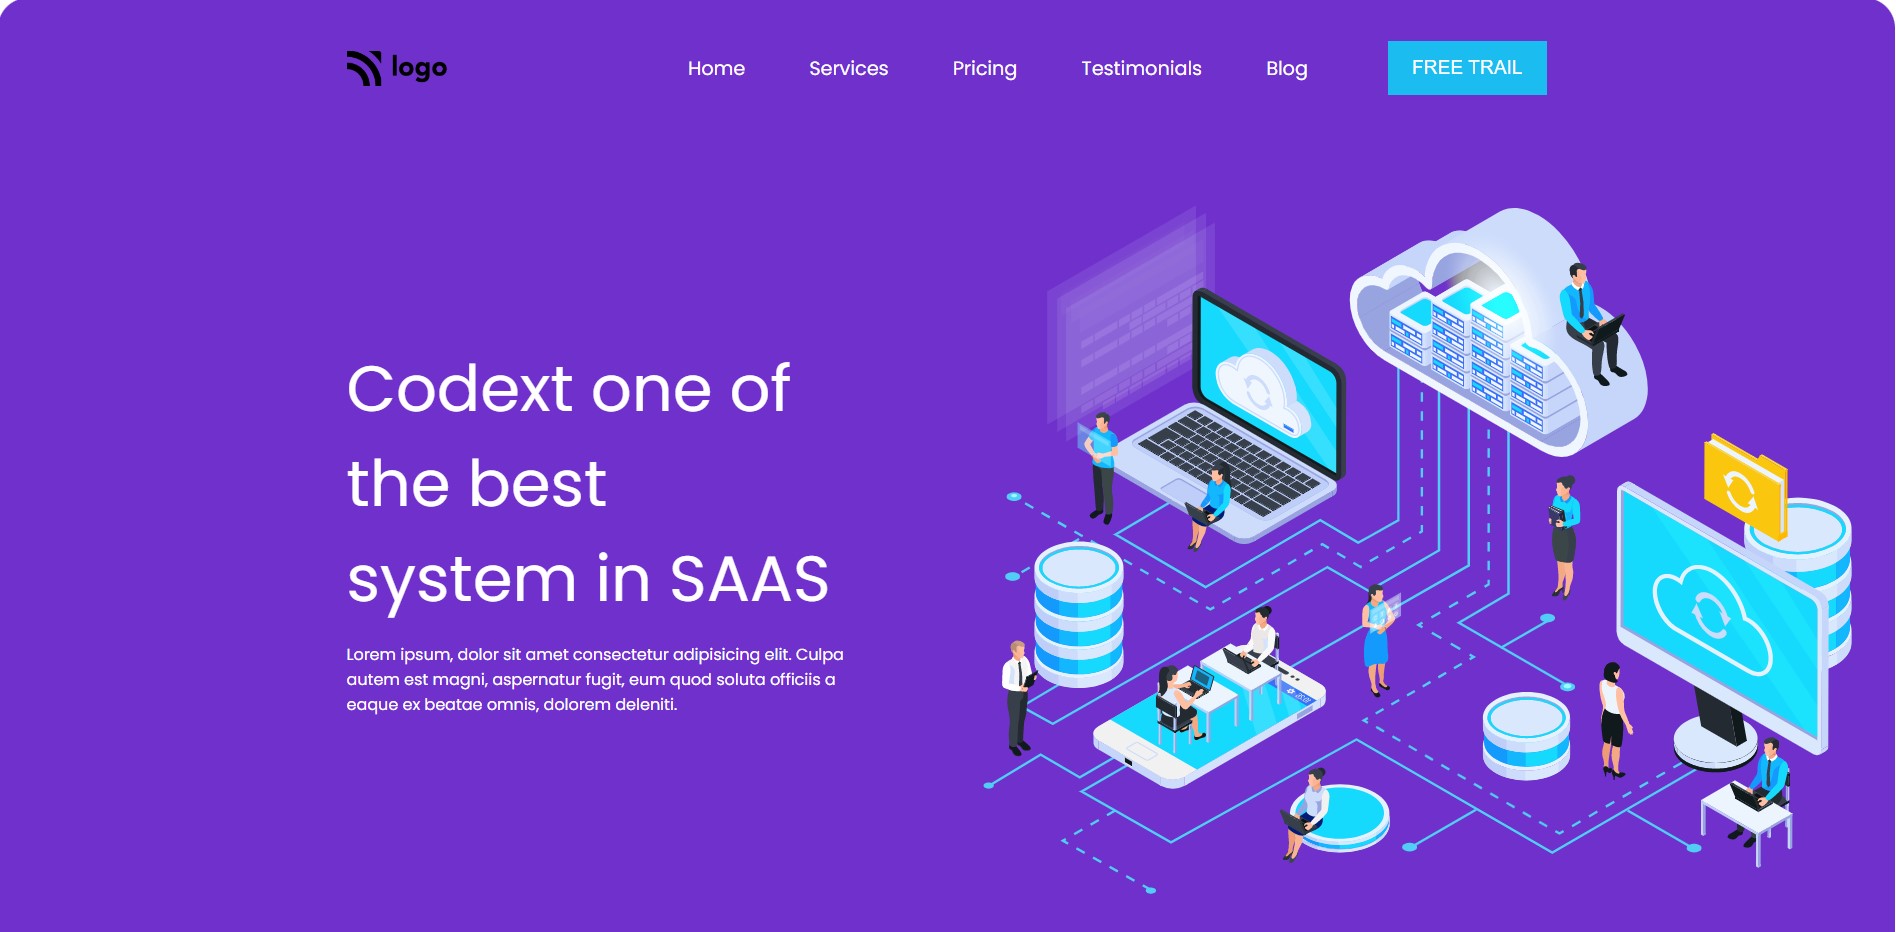 logo
Home
Services
Pricing
Testimonials
Blog
FREE TRAIL
Codext one of
the best
system in SAAS
Lorem ipsum, dolor sit amet consectetur adipisicing elit. Culpa
autem est magni, aspernatur fugit, eum quod soluta officiis a
eaque ex beatae omnis, dolorem deleniti.